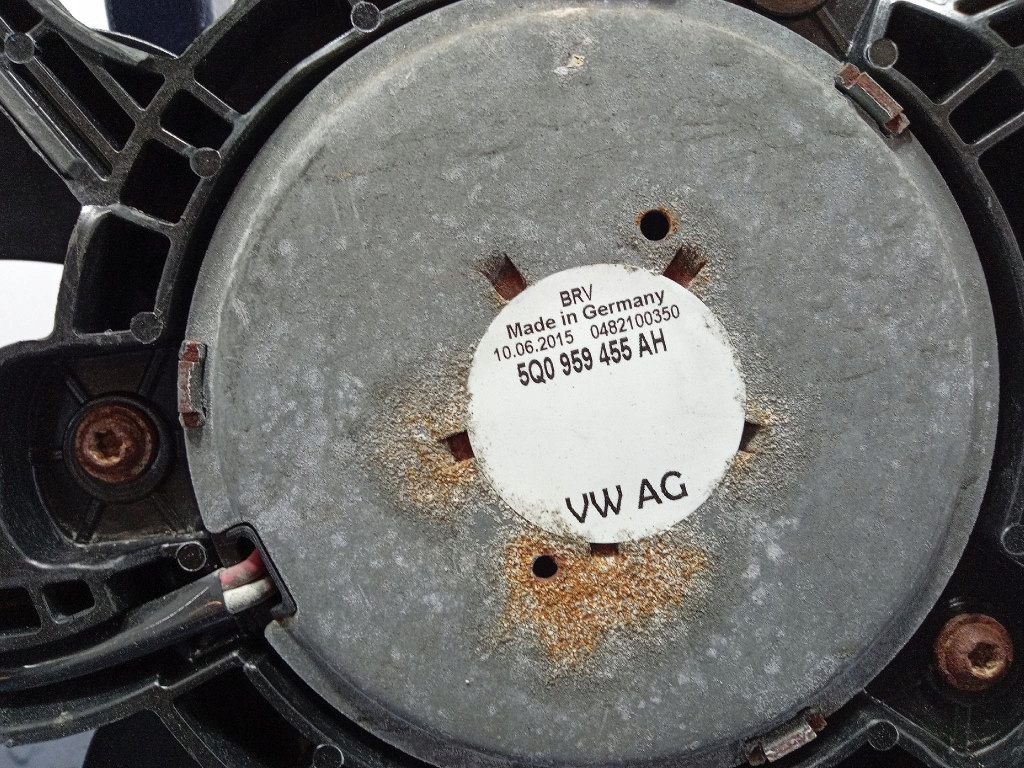 BRV
Made in Germany
10.06.2015 0482100350
5Q0 959 455 AH
VW AG